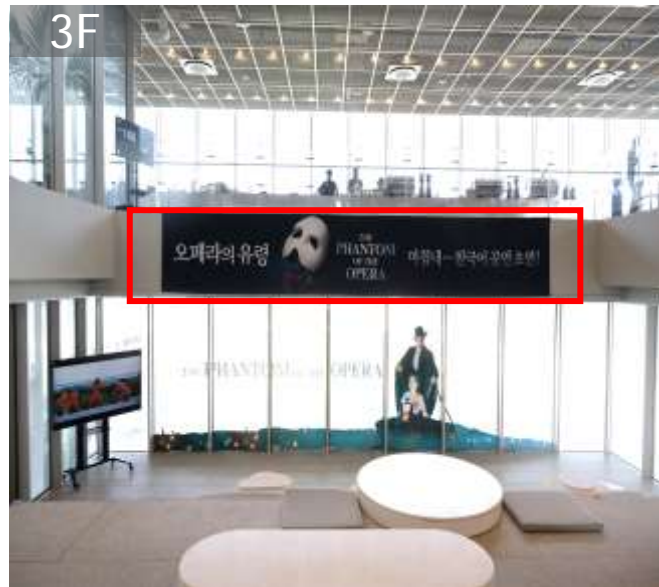 3F
오페라의 유령
THE
PHANTOM
OF THE
OPERA
마침내—한국어 공연 초연!
THE PHANTOM OF THE OPERA